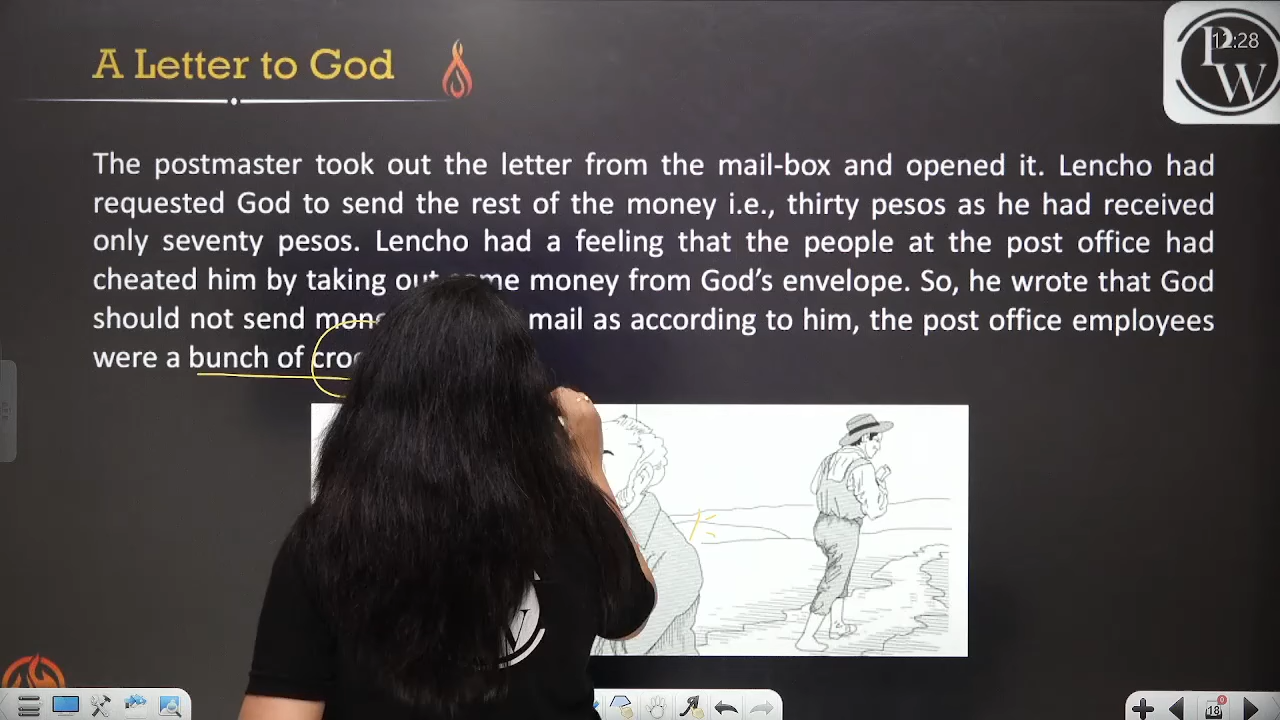 A Letter to God
12:28
PW
The postmaster took out the letter from the mail-box and opened it. Lencho had
requested God to send the rest of the money i.e., thirty pesos as he had received
only seventy pesos. Lencho had a feeling that the people at the post office had
cheated him by taking out some money from God’s envelope. So, he wrote that God
should not send mail as according to him, the post office employees
were a bunch of
18